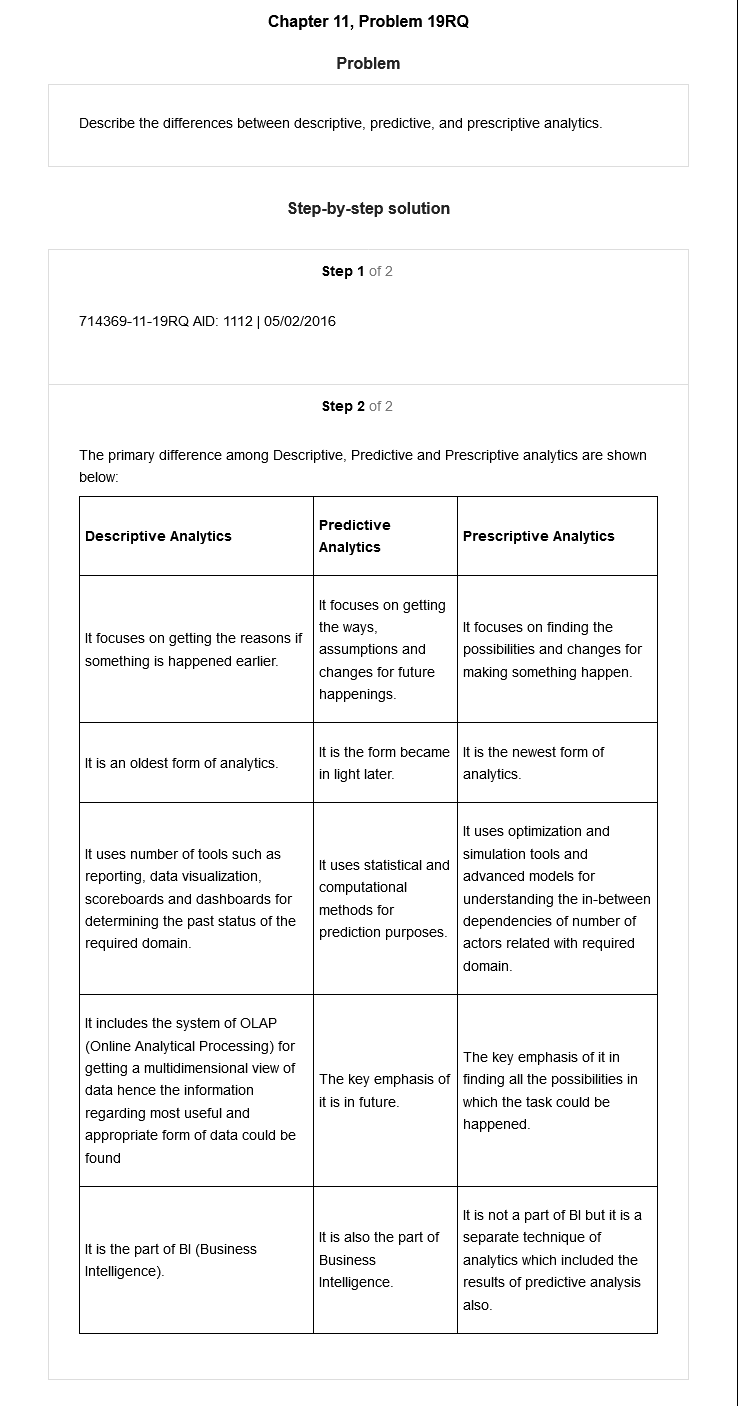 Chapter 11, Problem 19RQ
Problem
Describe the differences between descriptive, predictive, and prescriptive analytics.
Step-by-step solution
Step 1 of 2
714369-11-19RQ AID: 1112 | 05/02/2016
Step 2 of 2
The primary difference among Descriptive, Predictive and Prescriptive analytics are shown
below:
Descriptive Analytics
Predictive
Analytics
Prescriptive Analytics
It focuses on getting the reasons if
something is happened earlier.
It focuses on getting
the ways,
assumptions and
changes for future
happenings.
It focuses on finding the
possibilities and changes for
making something happen.
It is an oldest form of analytics.
It is the form became
in light later.
It is the newest form of
analytics.
It uses number of tools such as
reporting, data visualization,
scoreboards and dashboards for
determining the past status of the
required domain.
It uses statistical and
computational
methods for
prediction purposes.
It uses optimization and
simulation tools and
advanced models for
understanding the in-between
dependencies of number of
actors related with required
domain.
It includes the system of OLAP
(Online Analytical Processing) for
getting a multidimensional view of
data hence the information
regarding most useful and
appropriate form of data could be
found
The key emphasis of
it is in future.
The key emphasis of it in
finding all the possibilities in
which the task could be
happened.
It is the part of BI (Business
Intelligence).
It is also the part of
Business
Intelligence.
It is not a part of BI but it is a
separate technique of
analytics which included the
results of predictive analysis
also.